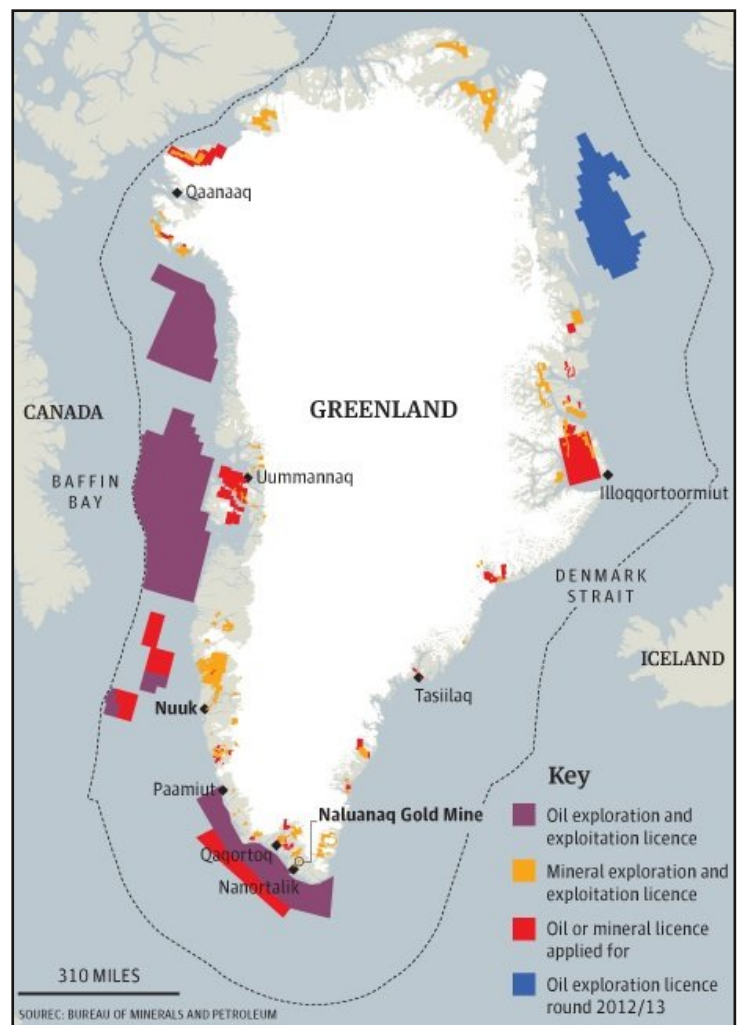 Qaanaaq
CANADA
GREENLAND
BAFFIN
BAY
Uummannaq
Illoqqortoormiut
DENMARK
STRAIT
ICELAND
Tasiilaq
Nuuk
Paamiut
Naluanaq Gold Mine
Qaqortoq
Nanortalik
Key
Oil exploration and
exploitation licence
Mineral exploration and
exploitation licence
Oil or mineral licence
applied for
Oil exploration licence
round 2012/13
310 MILES
SOUREC: BUREAU OF MINERALS AND PETROLEUM